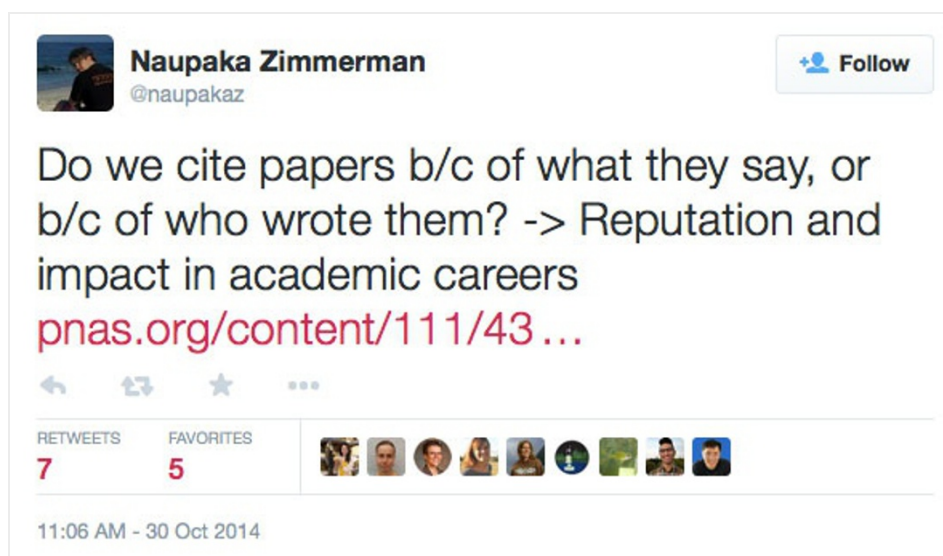 Naupaka Zimmerman
@naupakaz
Follow
Do we cite papers b/c of what they say, or
b/c of who wrote them? -> Reputation and
impact in academic careers
pnas.org/content/111/43...
RETWEETS
7
FAVORITES
5
11:06 AM - 30 Oct 2014